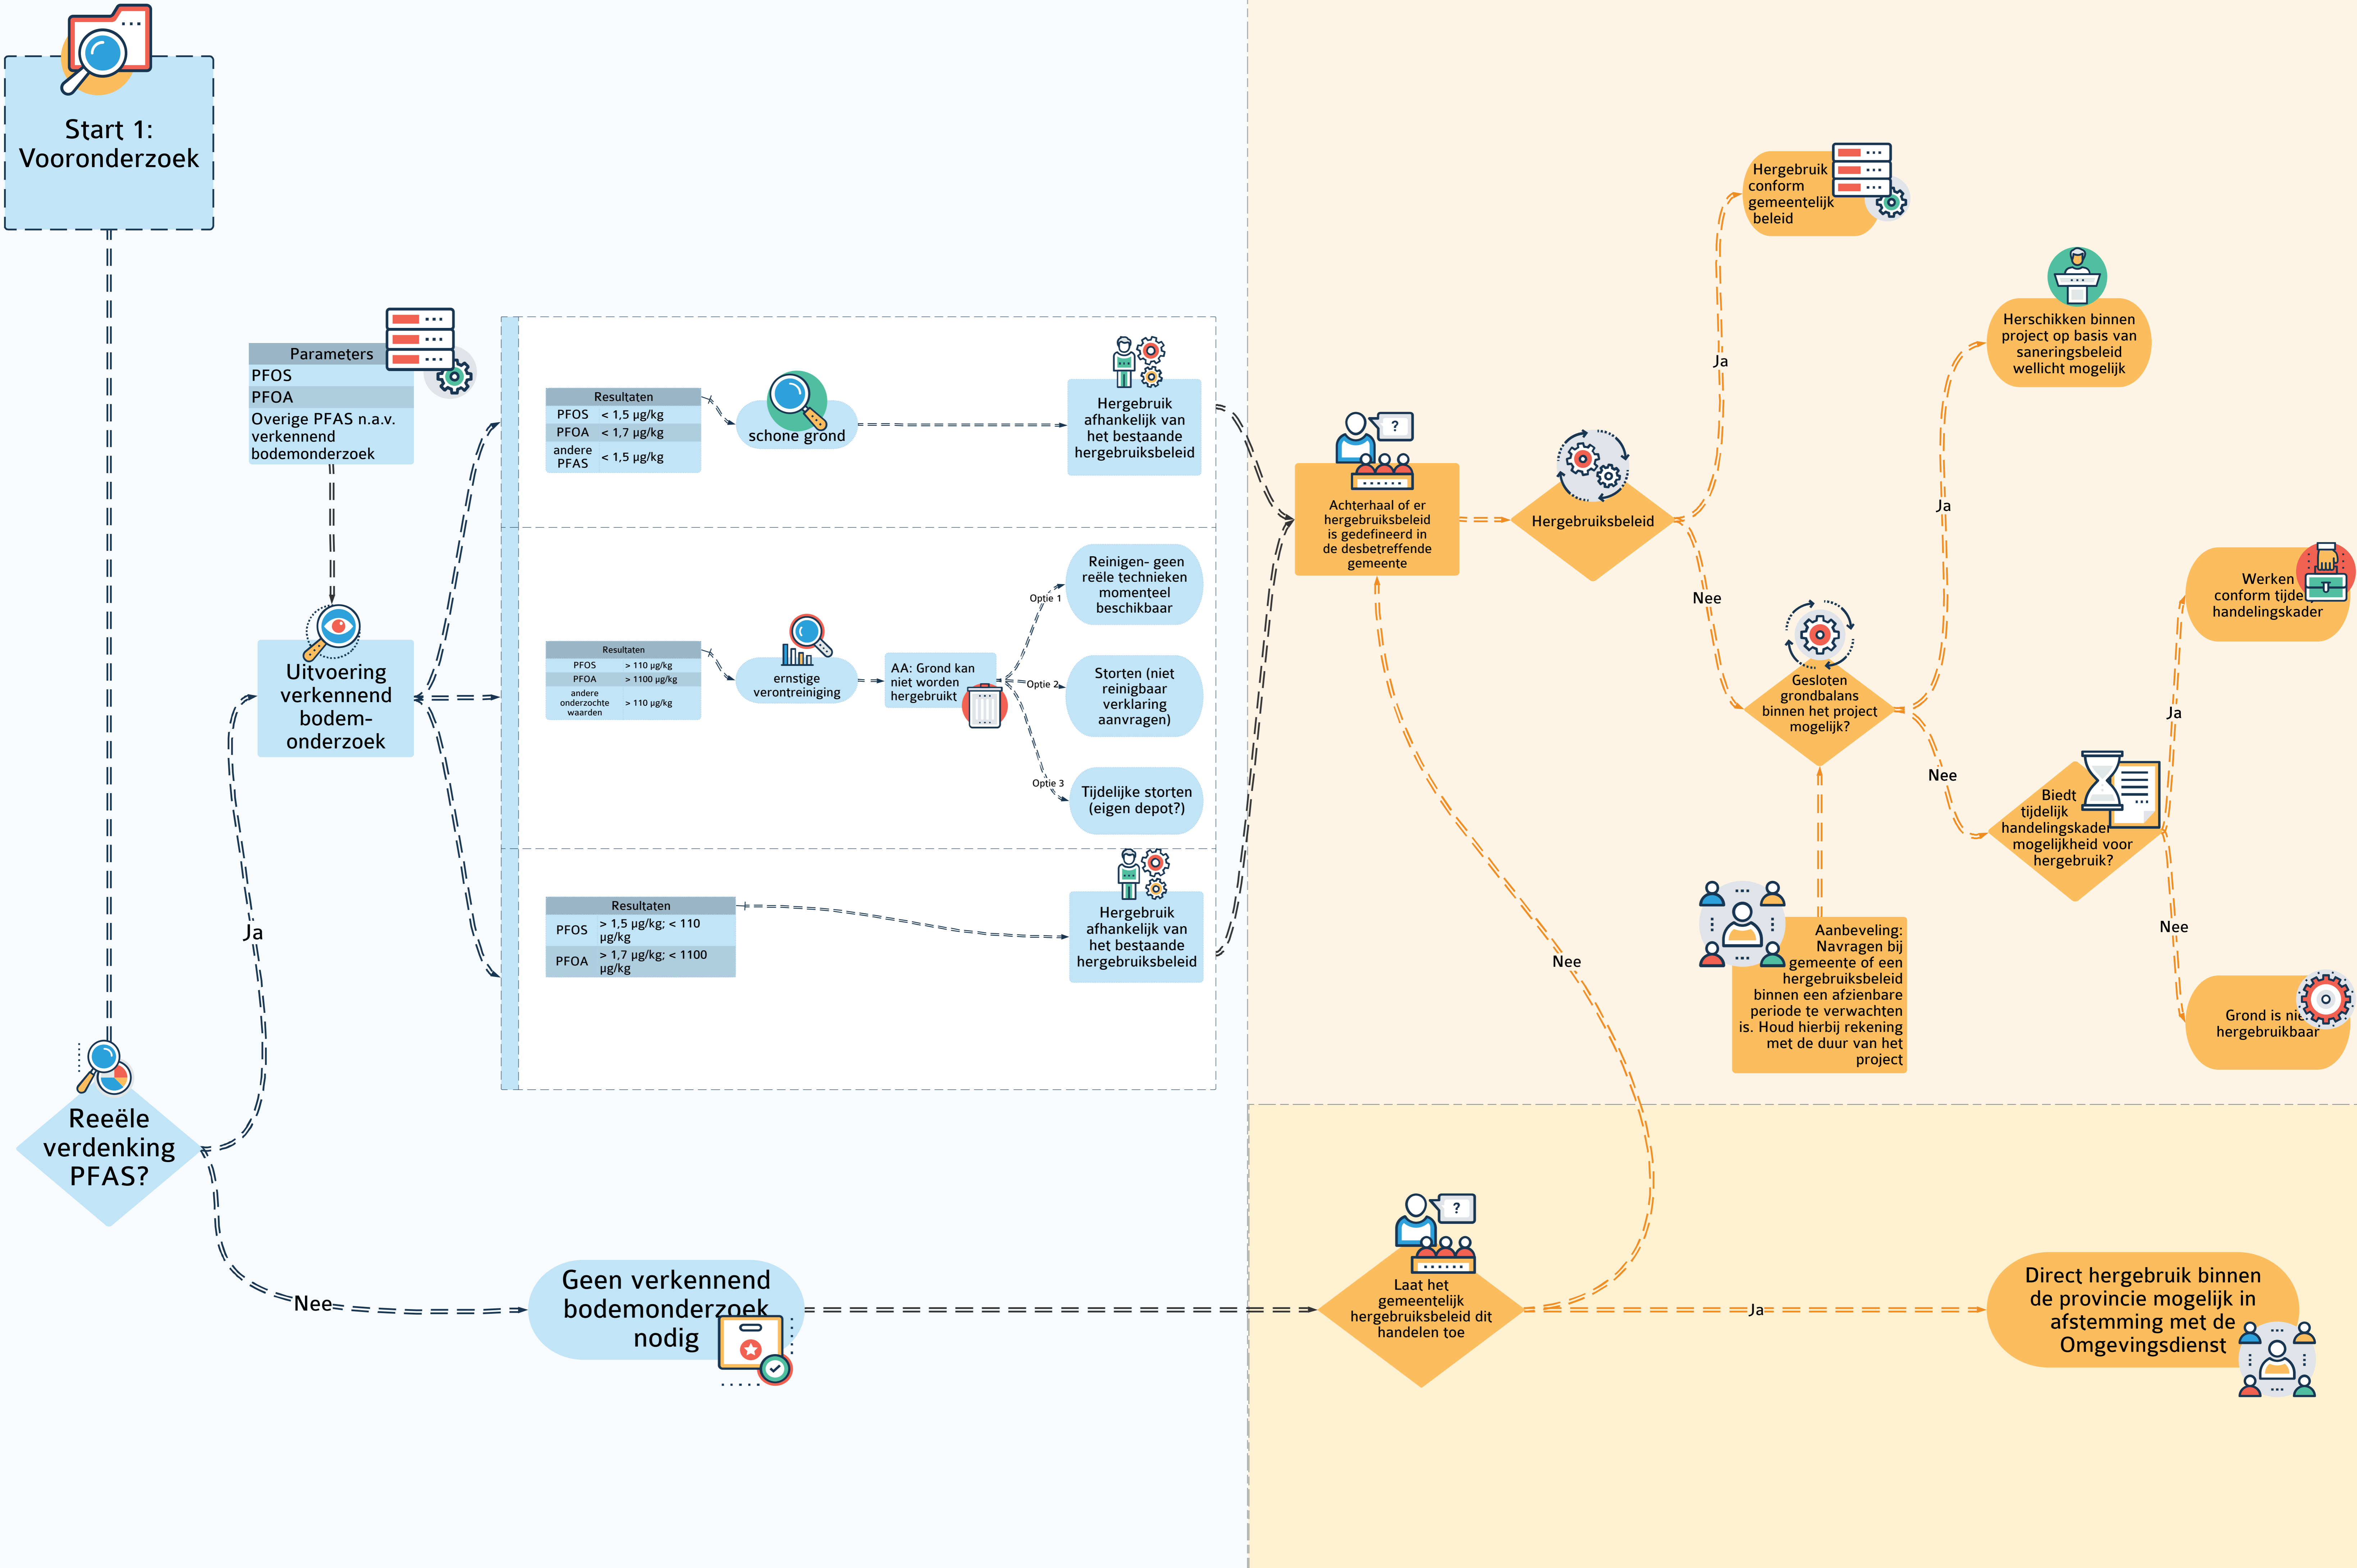 Start 1:
Vooronderzoek
Parameters
PFOS
PFOA
Overige PFAS n.a.v.
verkennend
bodemonderzoek
Uitvoering
verkennend
bodem-
onderzoek
Reeële
verdenking
PFAS?
Ja
Nee
Geen verkennend
bodemonderzoek
nodig
Resultaten
PFOS < 1,5 µg/kg
PFOA < 1,7 µg/kg
andere
PFAS < 1,5 µg/kg
schone grond
Hergebruik
afhankelijk van
het bestaande
hergebruiksbeleid
Resultaten
PFOS > 110 µg/kg
PFOA > 1100 µg/kg
andere
onderzochte
waarden > 110 µg/kg
ernstige
verontreiniging
AA: Grond kan
niet worden
hergebruikt
Optie 1
Optie 2
Optie 3
Reinigen- geen
reële technieken
momenteel
beschikbaar
Storten (niet
reinigbaar
verklaring
aanvragen)
Tijdelijke storten
(eigen depot?)
Resultaten
PFOS > 1,5 µg/kg; < 110
µg/kg
PFOA > 1,7 µg/kg; < 1100
µg/kg
Hergebruik
afhankelijk van
het bestaande
hergebruiksbeleid
?
Achterhaal of er
hergebruiksbeleid
is gedefineerd in
de desbetreffende
gemeente
Hergebruiksbeleid
Ja
Nee
Hergebruik
conform
gemeentelijk
beleid
Gesloten
grondbalans
binnen het project
mogelijk?
Ja
Nee
Herschikken binnen
project op basis van
saneringsbeleid
wellicht mogelijk
Biedt
tijdelijk
handelingskader
mogelijkheid voor
hergebruik?
Ja
Nee
Werken
conform
handelingskader
Grond is
hergebruikbaar
Aanbeveling:
Navragen bij
gemeente of een
hergebruiksbeleid
binnen een afzienbare
periode te verwachten
is. Houd hierbij rekening
met de duur van het
project
?
Laat het
gemeentelijk
hergebruiksbeleid dit
handelen toe
Nee
Ja
Direct hergebruik binnen
de provincie mogelijk in
afstemming met de
Omgevingsdienst